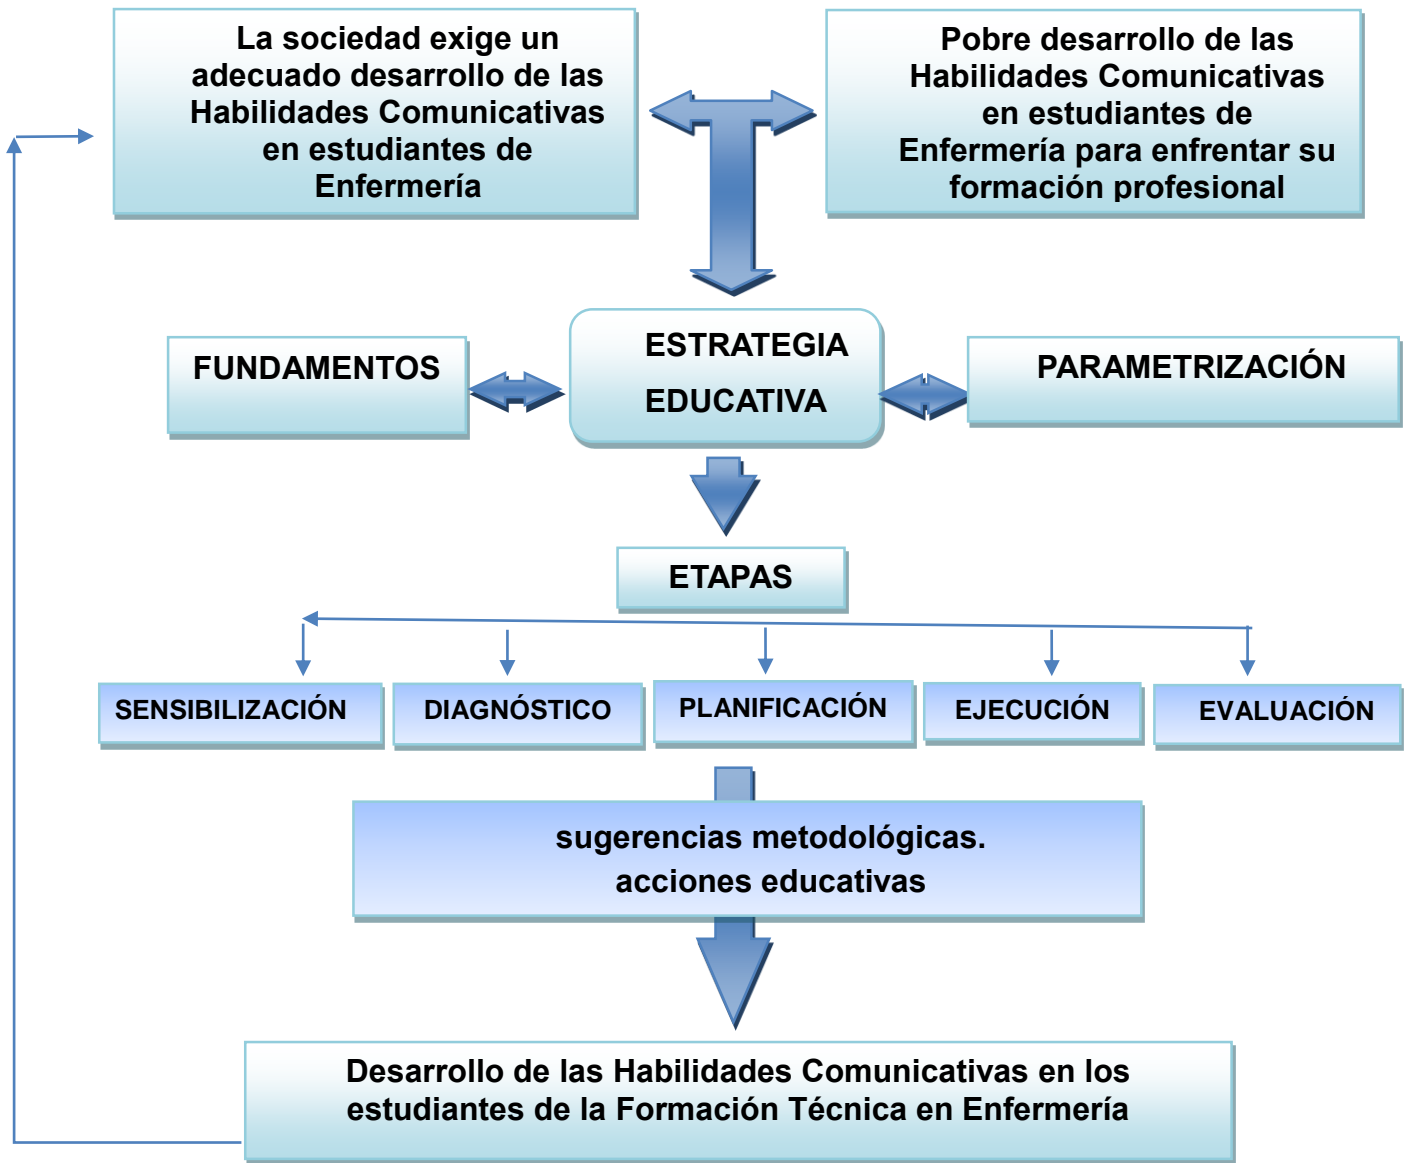 La sociedad exige un
adecuado desarrollo de las
Habilidades Comunicativas
en estudiantes de
Enfermería
Pobre desarrollo de las
Habilidades Comunicativas
en estudiantes de
Enfermería para enfrentar su
formación profesional
FUNDAMENTOS
ESTRATEGIA
EDUCATIVA
PARAMETRIZACIÓN
ETAPAS
SENSIBILIZACIÓN
DIAGNÓSTICO
PLANIFICACIÓN
EJECUCIÓN
EVALUACIÓN
sugerencias metodológicas.
acciones educativas
Desarrollo de las Habilidades Comunicativas en los
estudiantes de la Formación Técnica en Enfermería